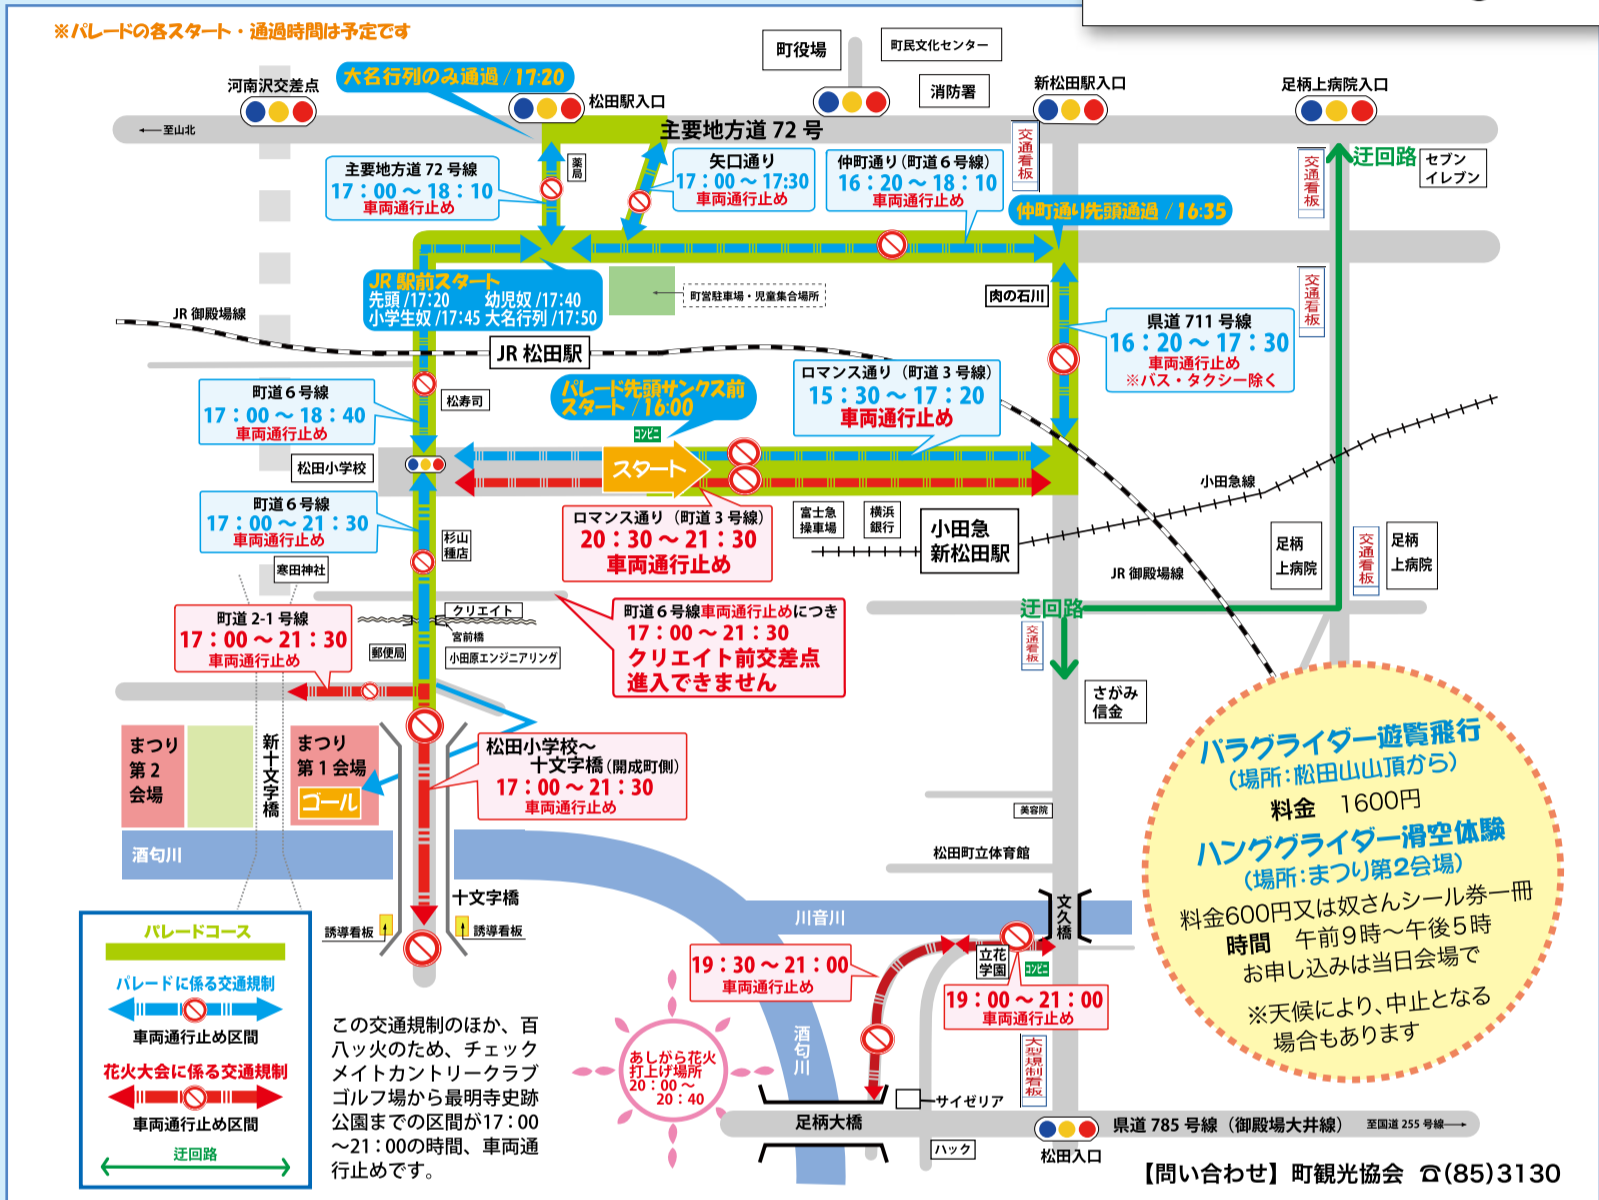 ※パレードの各スタート・通過時間は予定です
町役場
町民文化センター
消防署
河南沢交差点
大名行列のみ通過/17:20
松田駅入口
新松田駅入口
足柄上病院入口
←至山北
主要地方道 72 号
交通看板
交通看板
迂回路
セブン
イレブン
主要地方道 72 号線
17：00 ～ 18：10
車両通行止め
薬局
矢口通り
17：00 ～ 17:30
車両通行止め
仲町通り（町道６号線）
16：20 ～ 18：10
車両通行止め
仲町通り先頭通過 /16:35
JR 駅前スタート
先頭 /17:20 幼児奴 /17:40
小学生奴 /17:45 大名行列 /17:50
町営駐車場・児童集合場所
肉の石川
交通看板
JR 御殿場線
JR 松田駅
県道 711 号線
16：20 ～ 17：30
車両通行止め
※バス・タクシー除く
町道６号線
17：00 ～ 18：40
車両通行止め
松寿司
パレード先頭サンクス前
スタート / 16:00
コンビニ
ロマンス通り（町道３号線）
15：30 ～ 17：20
車両通行止め
松田小学校
スタート
小田急線
町道６号線
17：00 ～ 21：30
車両通行止め
杉山
種店
ロマンス通り（町道３号線）
20：30 ～ 21：30
車両通行止め
富士急
操車場
横浜
銀行
小田急
新松田駅
足柄
上病院
交通看板
足柄
上病院
寒田神社
JR 御殿場線
町道 2-1 号線
17：00 ～ 21：30
車両通行止め
クリエイト
宮前橋
郵便局
小田原エンジニアリング
町道６号線車両通行止めにつき
17：00 ～ 21：30
クリエイト前交差点
進入できません
迂回路
交通看板
さがみ
信金
まつり
第２
会場
新十文字橋
まつり
第１会場
ゴール
松田小学校～
十文字橋（開成町側）
17：00 ～ 21：30
車両通行止め
パラグライダー遊覧飛行
（場所：松田山山頂から）
料金 1600円
ハンググライダー滑空体験
（場所：まつり第２会場）
料金600円又は奴さんシール券一冊
時間 午前９時～午後５時
お申し込みは当日会場で
※天候により、中止となる
場合もあります
美容院
松田町立体育館
酒匂川
十文字橋
誘導看板
誘導看板
川音川
文久橋
立花
学園
コンビニ
19：30 ～ 21：00
車両通行止め
19：00 ～ 21：00
車両通行止め
パレードコース
パレードに係る交通規制
車両通行止め区間
花火大会に係る交通規制
車両通行止め区間
迂回路
この交通規制のほか、百
八ッ火のため、チェック
メイトカントリークラブ
ゴルフ場から最明寺史跡
公園までの区間が17：00
～21：00の時間、車両通
行止めです。
あしがら花火
打上げ場所
20：00 ～
20：40
酒匂川
大型規制看板
サイゼリア
足柄大橋
ハック
松田入口
県道 785 号線（御殿場大井線）
至国道 255 号線→
【問い合わせ】町観光協会 ☎(85)3130